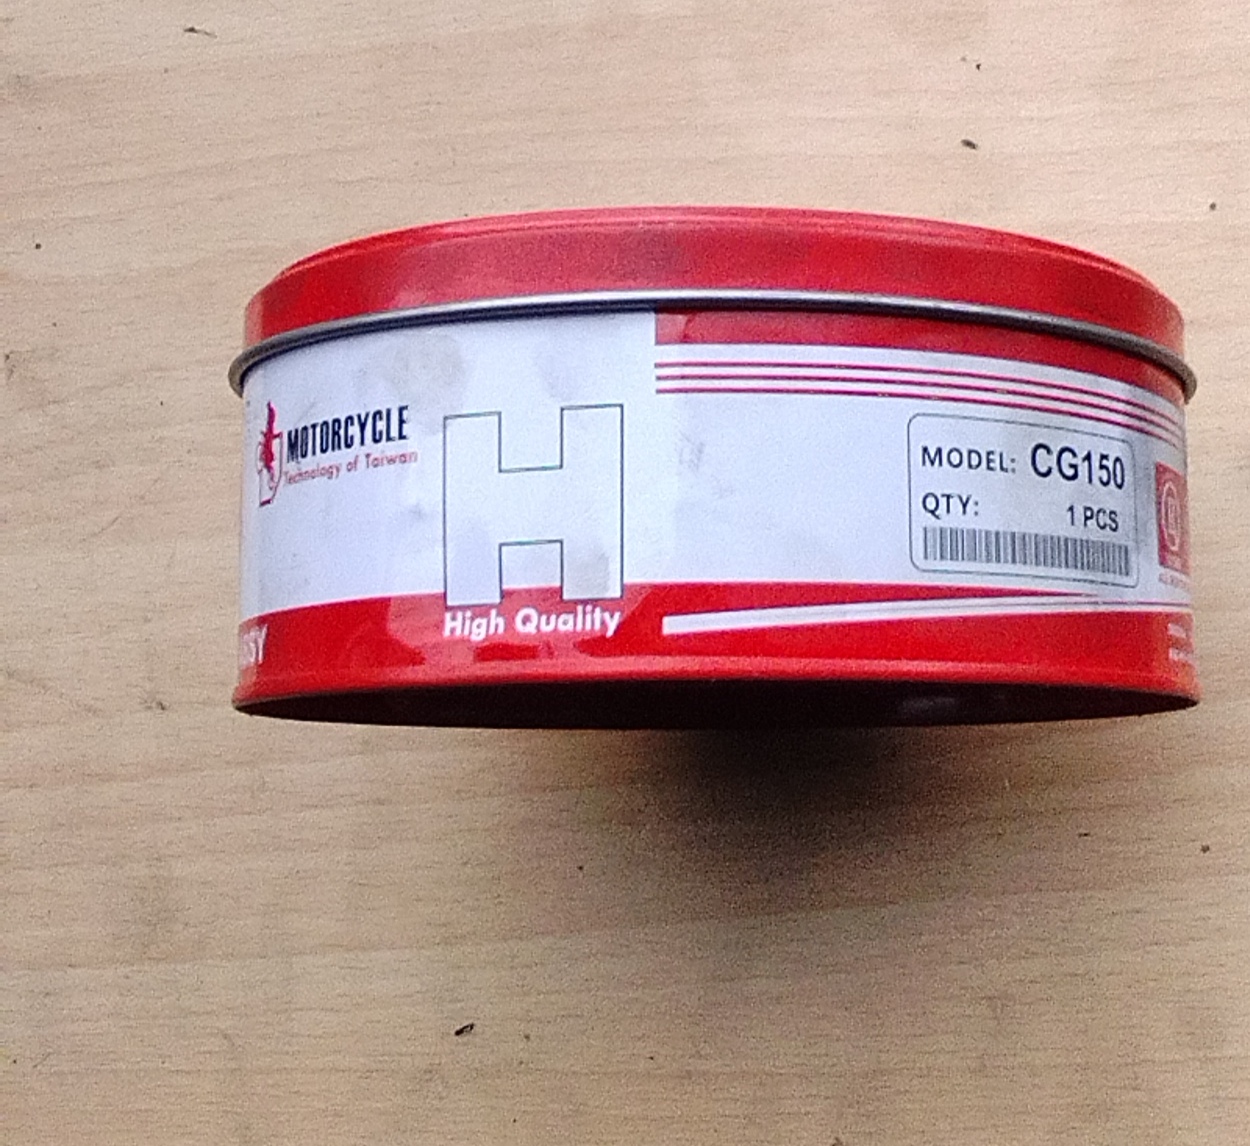 MOTORCYCLE
Technology of Taiwan
H
High Quality
MODEL: CG150
QTY: 1 PCS